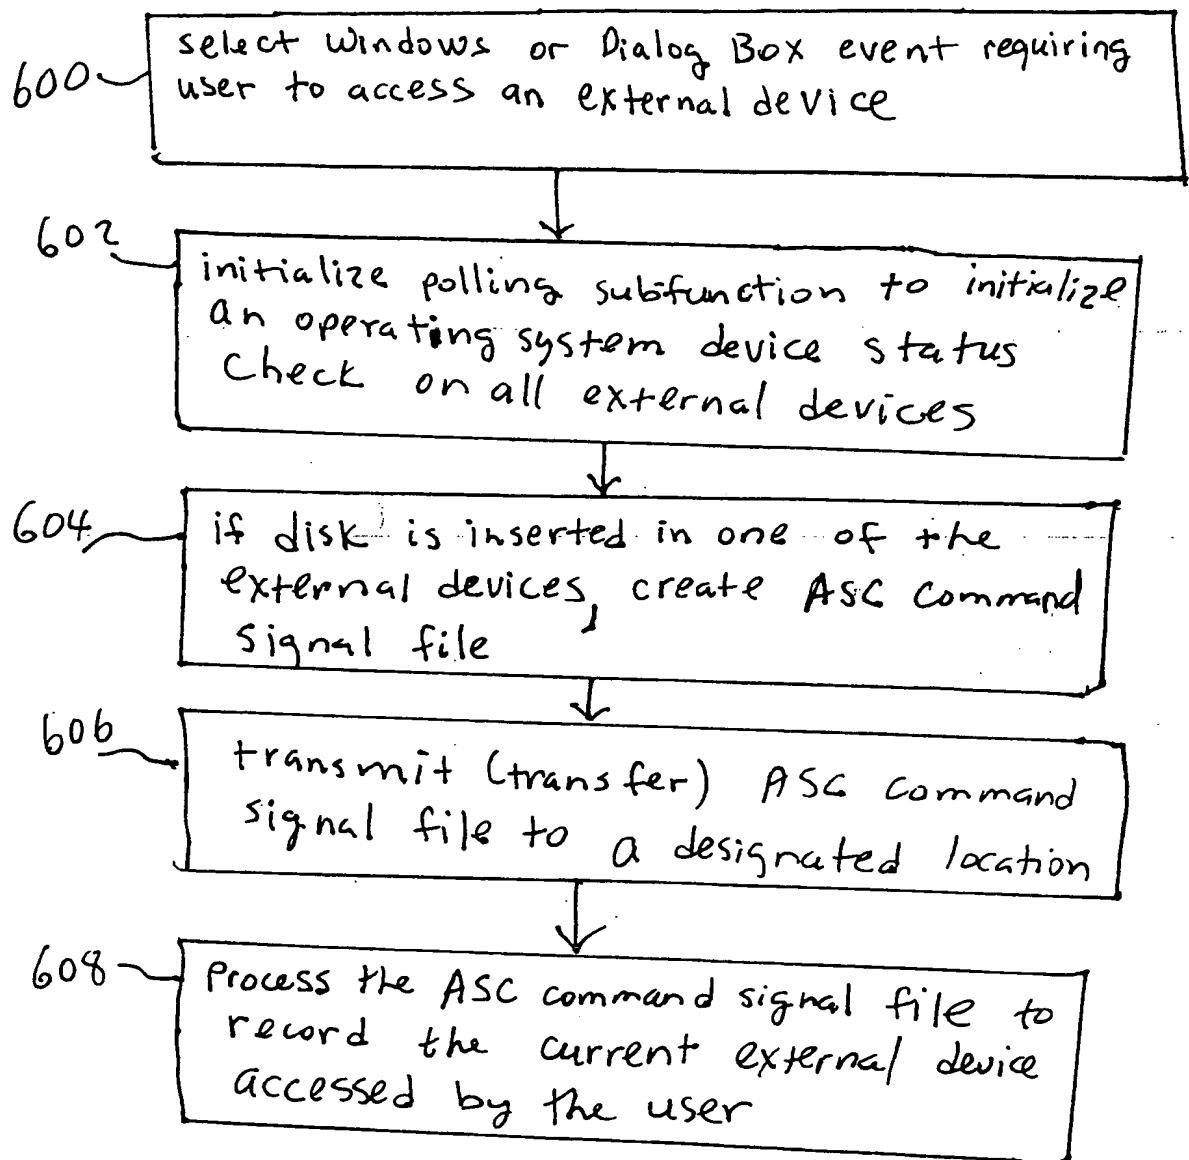 600
select Windows or Dialog Box event requiring
user to access an external device
602
initialize polling subfunction to initialize
an operating system device status
Check on all external devices
604
if disk is inserted in one of the
external devices, create ASC Command
signal file
606
transmit (transfer) ASC command
signal file to a designated location
608
Process the ASC command signal file to
record the current external device
accessed by the user